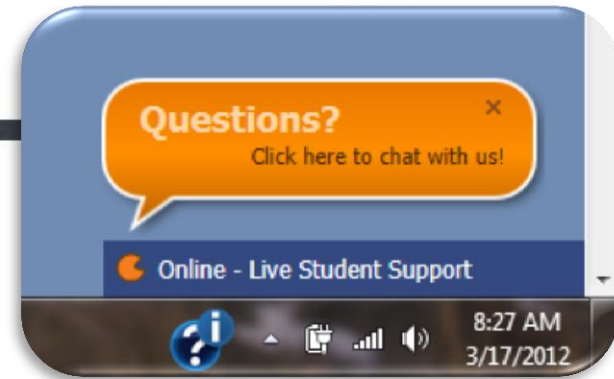 Questions?
Click here to chat with us!
Online - Live Student Support
8:27 AM
3/17/2012